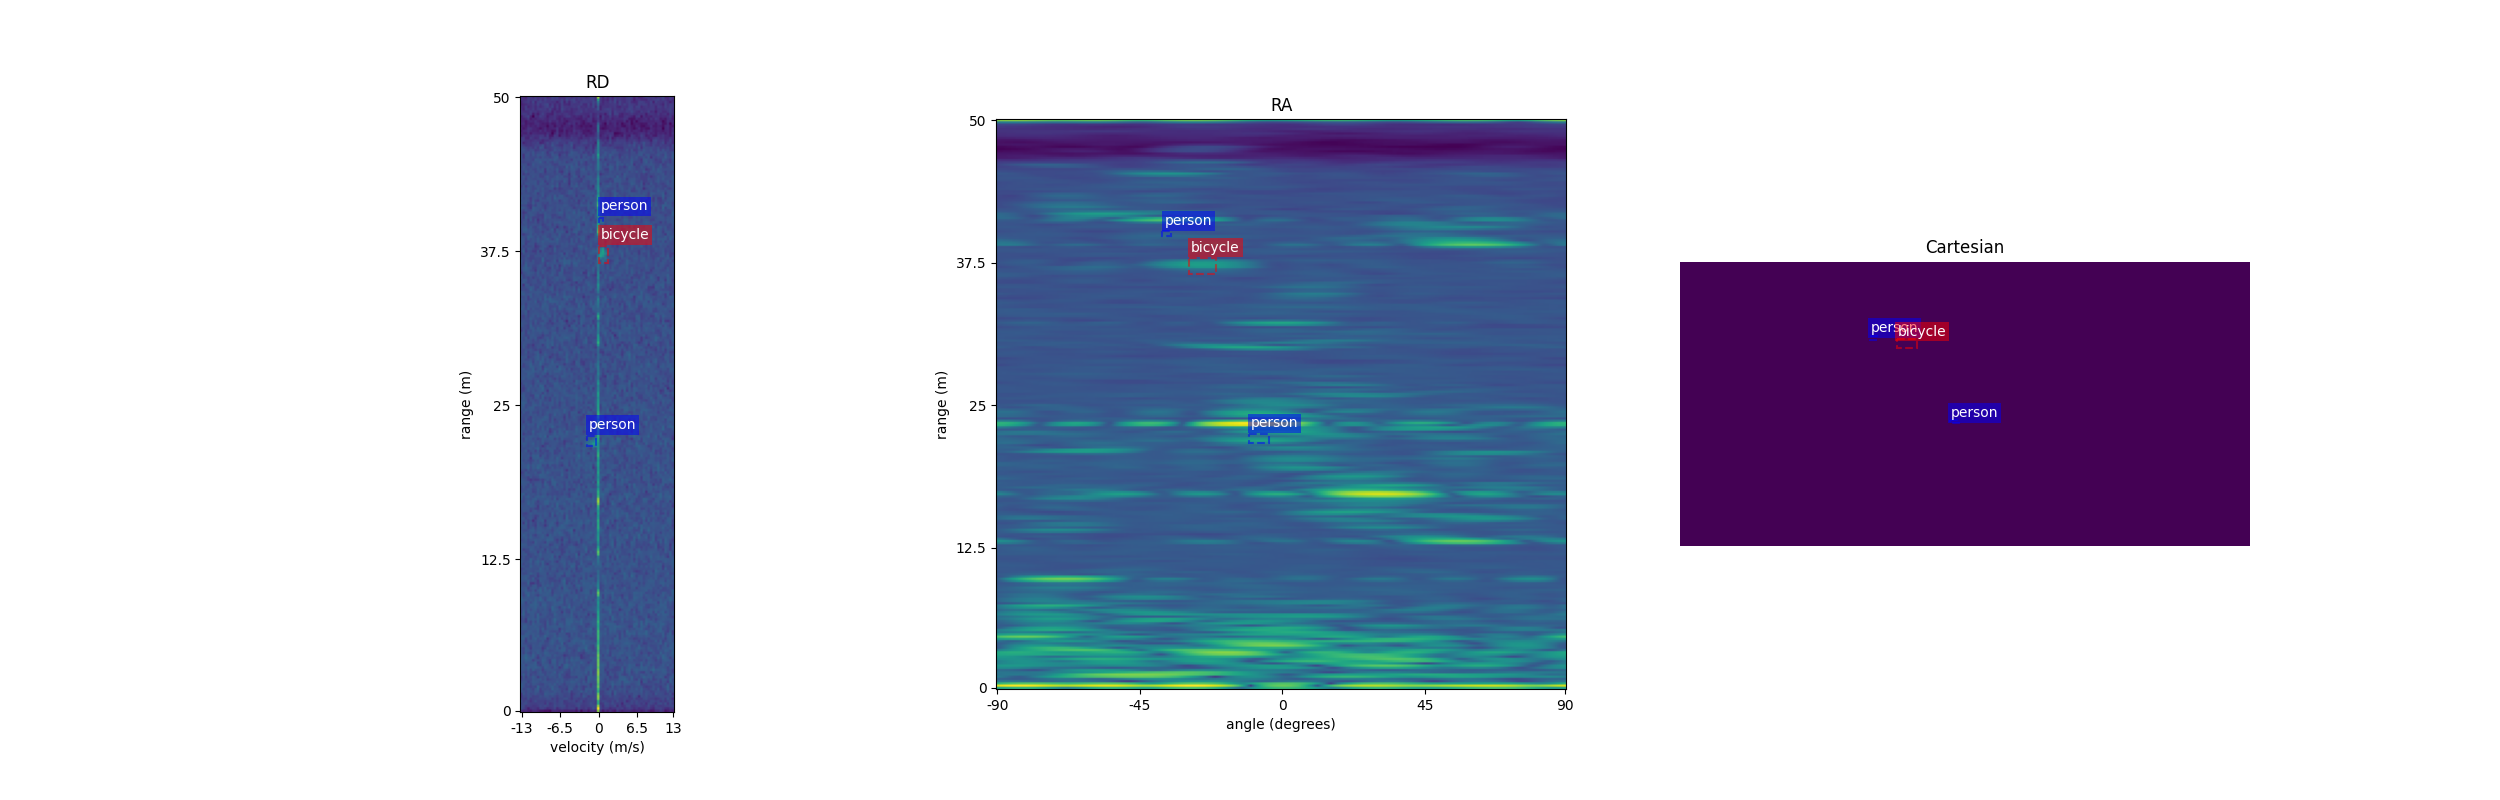 RD
50
37.5
25
12.5
0
range (m)
person
bicycle
person
-13 -6.5 0 6.5 13
velocity (m/s)
RA
50
37.5
25
12.5
0
range (m)
person
bicycle
person
-90 -45 0 45 90
angle (degrees)
Cartesian
person
bicycle
person